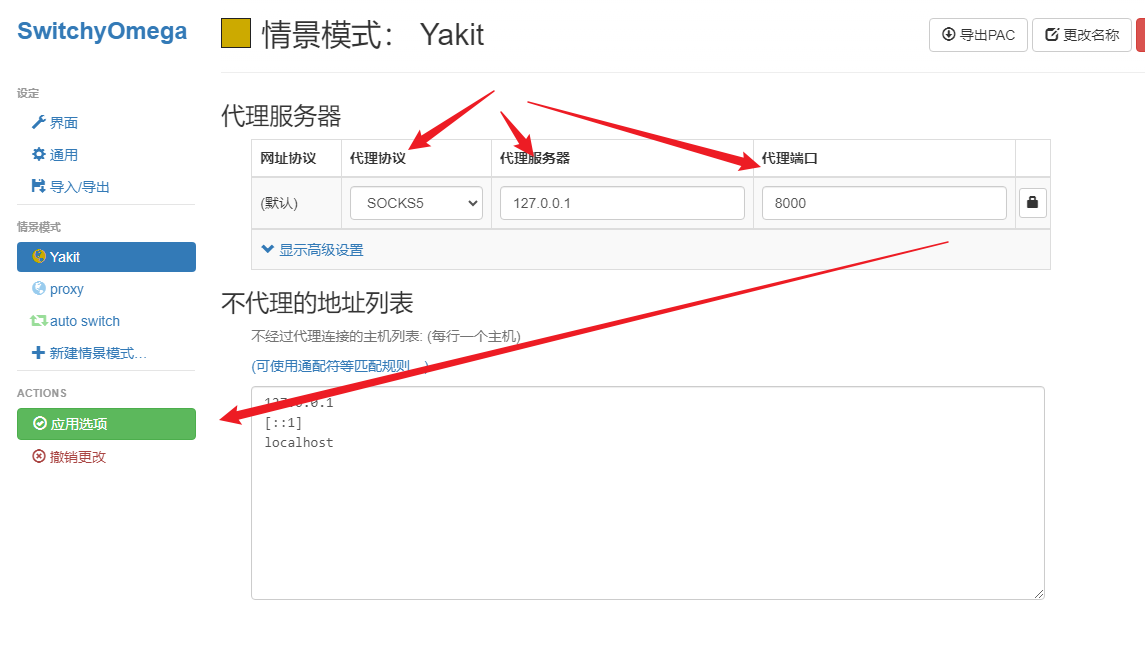 SwitchyOmega
情景模式： Yakit
导出PAC
更改名称
设定
界面
通用
导入/导出
情景模式
Yakit
proxy
auto switch
新建情景模式...
ACTIONS
应用选项
撤销更改
代理服务器
网址协议 代理协议 代理服务器 代理端口
(默认) SOCKS5 127.0.0.1 8000
显示高级设置
不代理的地址列表
不经过代理连接的主机列表: (每行一个主机)
(可使用通配符等匹配规则...)
127.0.0.1
[::1]
localhost